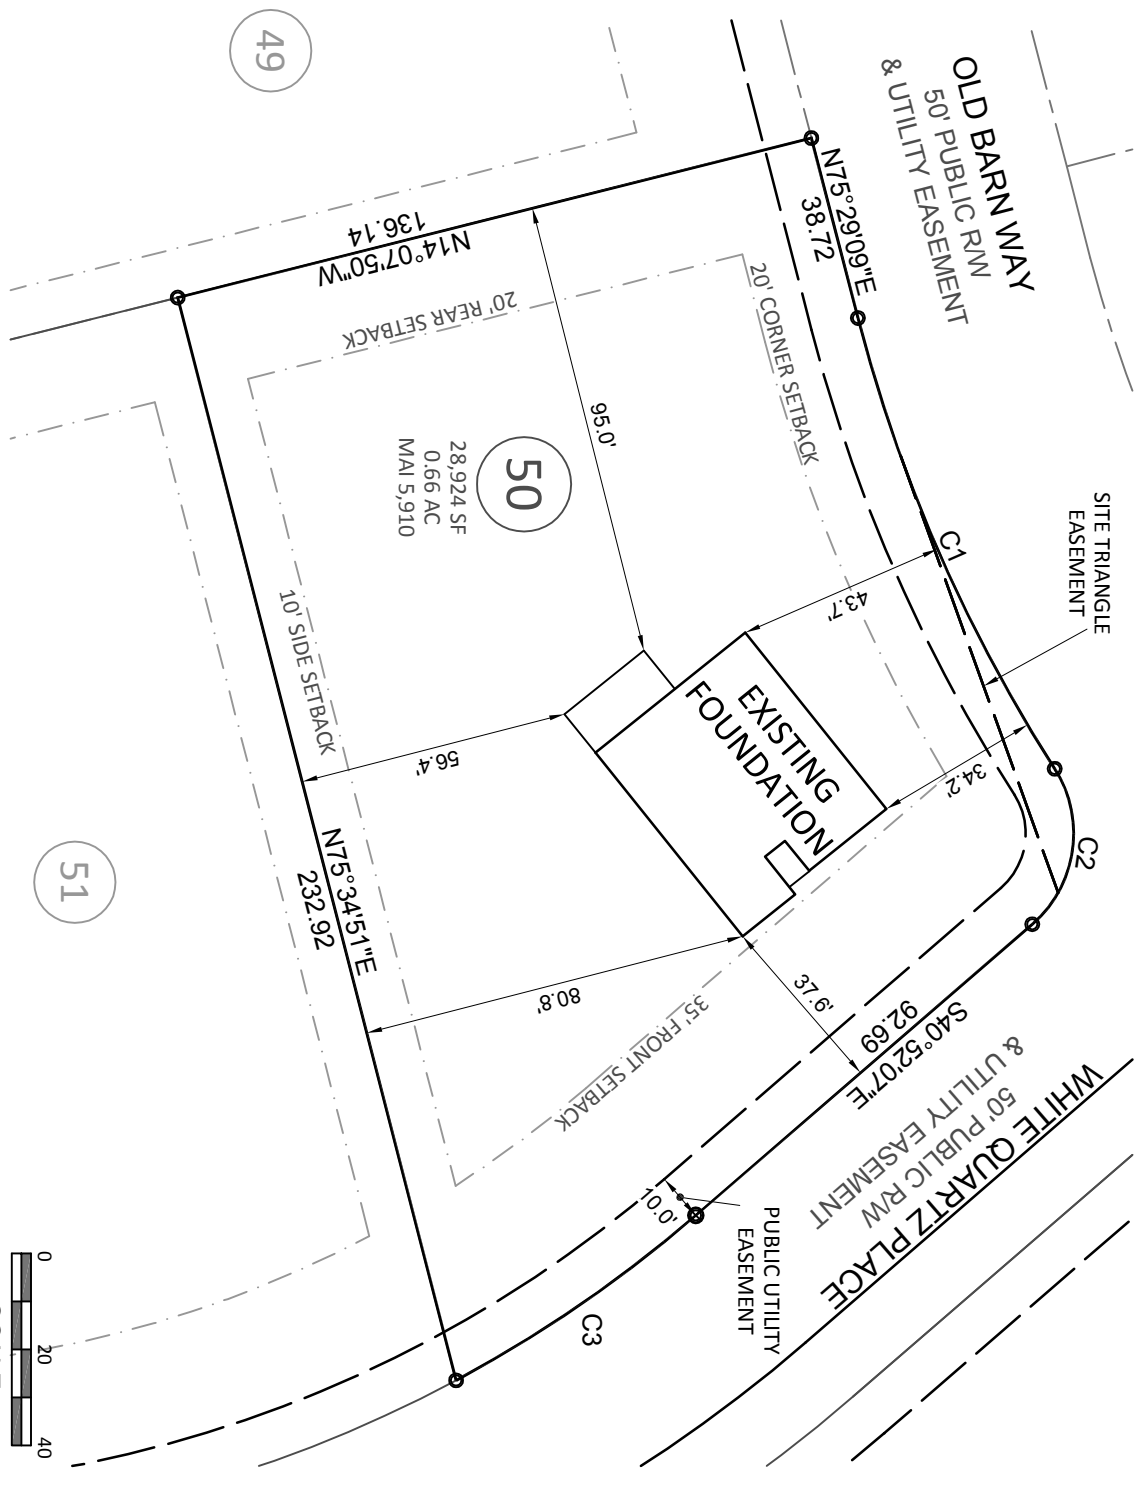 OLD BARN WAY
50' PUBLIC R/W
& UTILITY EASEMENT
49
N75°29'09"E
38.72
136.14
N14°07'50"W
20' REAR SETBACK
20' CORNER SETBACK
95.0'
50
28,924 SF
0.66 AC
MAI 5,910
SITE TRIANGLE
EASEMENT
C1
43.7'
EXISTING
FOUNDATION
34.2'
C2
10' SIDE SETBACK
56.4'
N75°34'51"E
232.92
80.8'
37.6'
35' FRONT SETBACK
51
S40°52'07"E
92.69
WHITE QUARTZ PLACE
50' PUBLIC R/W
& UTILITY EASEMENT
10.0'
PUBLIC UTILITY
EASEMENT
C3
0 20 40